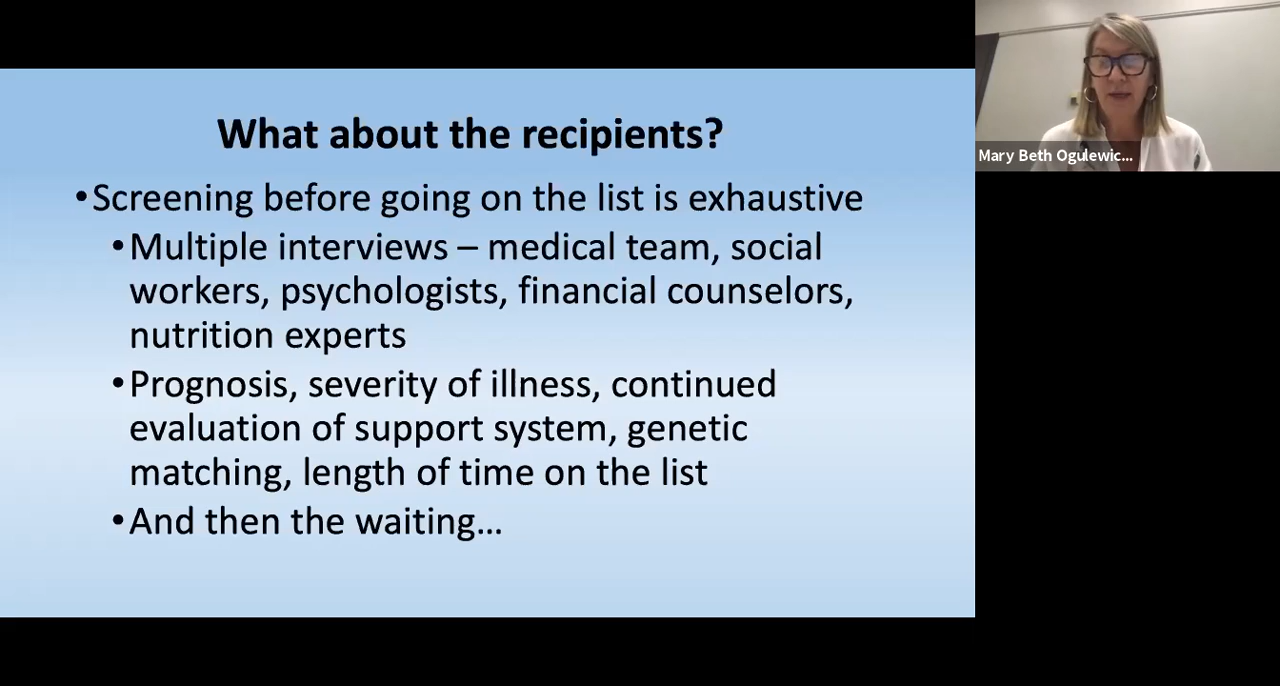 What about the recipients?
•Screening before going on the list is exhaustive
•Multiple interviews – medical team, social
workers, psychologists, financial counselors,
nutrition experts
•Prognosis, severity of illness, continued
evaluation of support system, genetic
matching, length of time on the list
•And then the waiting…
Mary Beth Ogulewic...